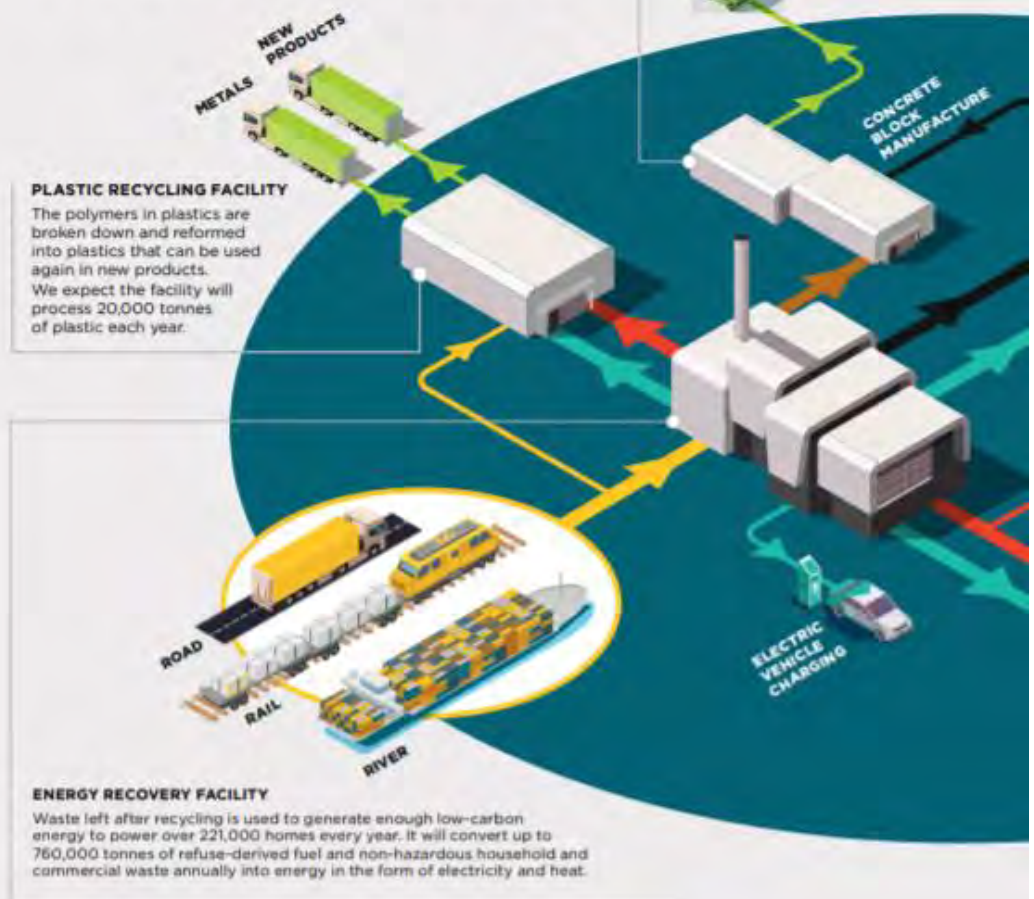 NEW
PRODUCTS
METALS
CONCRETE
BLOCK
MANUFACTURE
PLASTIC RECYCLING FACILITY
The polymers in plastics are
broken down and reformed
into plastics that can be used
again in new products.
We expect the facility will
process 20,000 tonnes
of plastic each year.
ROAD
RAIL
RIVER
ELECTRIC
VEHICLE
CHARGING
ENERGY RECOVERY FACILITY
Waste left after recycling is used to generate enough low-carbon
energy to power over 221,000 homes every year. It will convert up to
760,000 tonnes of refuse-derived fuel and non-hazardous household and
commercial waste annually into energy in the form of electricity and heat.